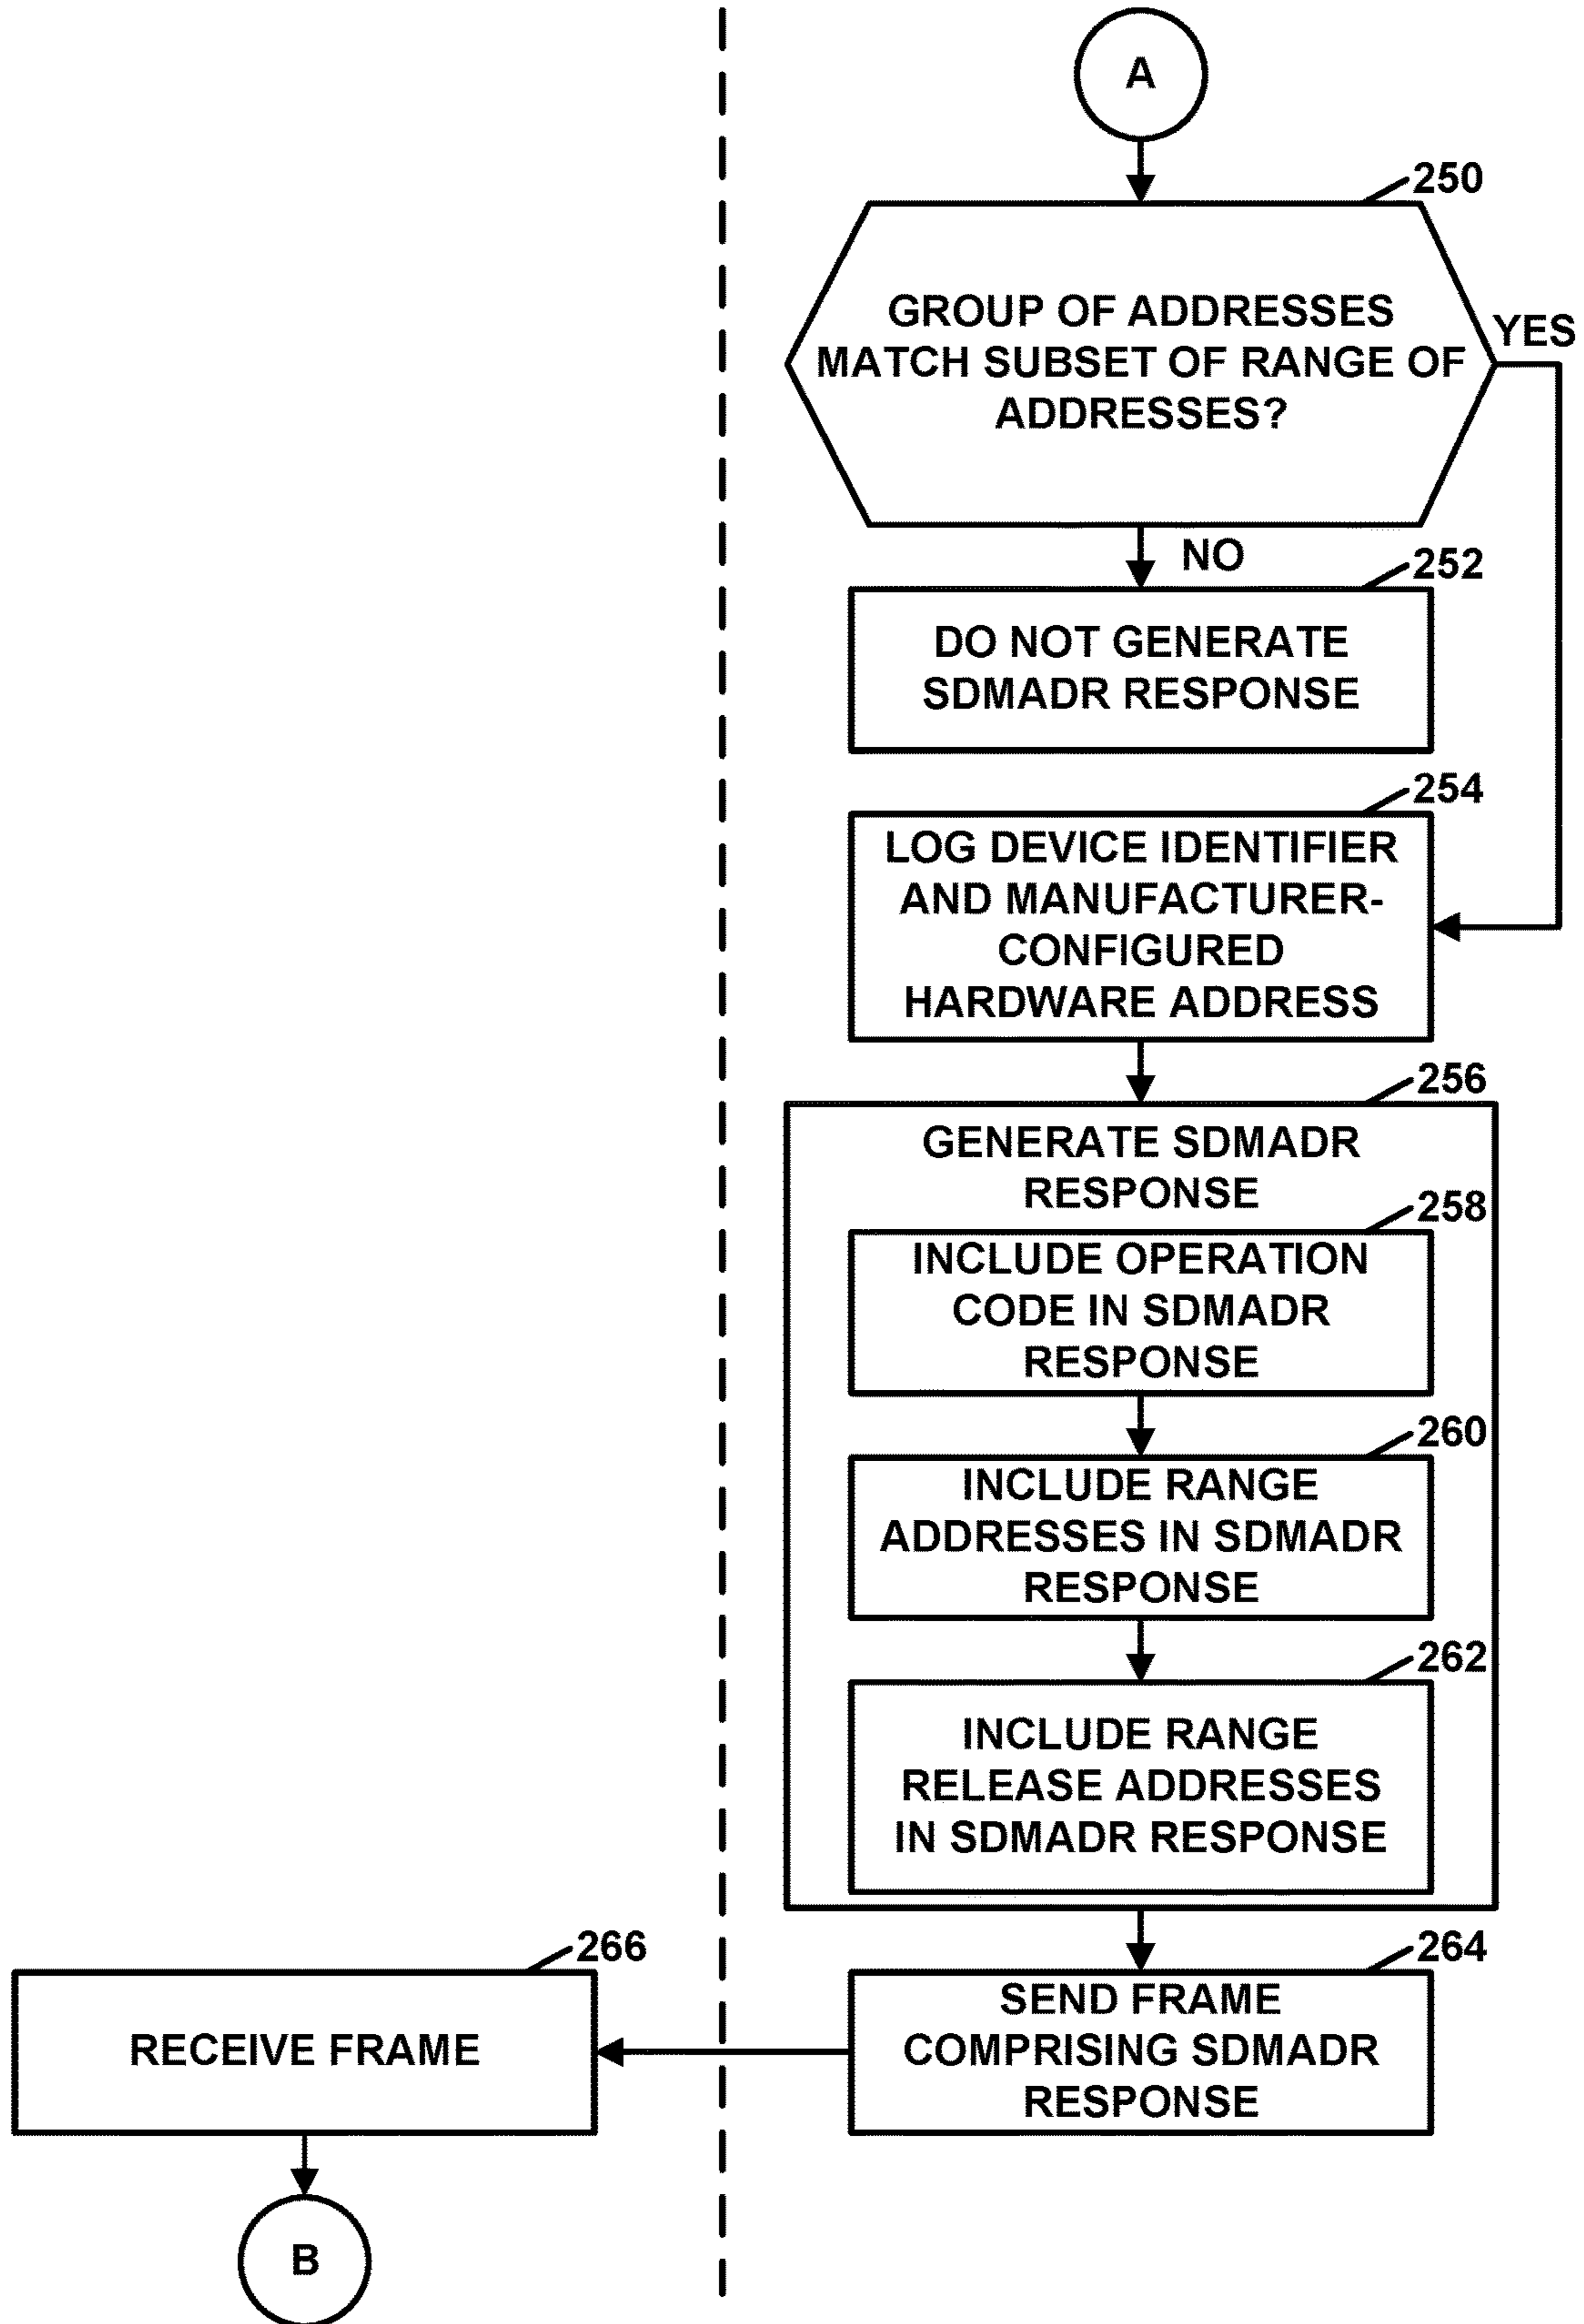 A
250
GROUP OF ADDRESSES
MATCH SUBSET OF RANGE OF
ADDRESSES?
YES
NO
252
DO NOT GENERATE
SDMADR RESPONSE
254
LOG DEVICE IDENTIFIER
AND MANUFACTURER-
CONFIGURED
HARDWARE ADDRESS
256
GENERATE SDMADR
RESPONSE
258
INCLUDE OPERATION
CODE IN SDMADR
RESPONSE
260
INCLUDE RANGE
ADDRESSES IN SDMADR
RESPONSE
262
INCLUDE RANGE
RELEASE ADDRESSES
IN SDMADR RESPONSE
264
SEND FRAME
COMPRISING SDMADR
RESPONSE
266
RECEIVE FRAME
B